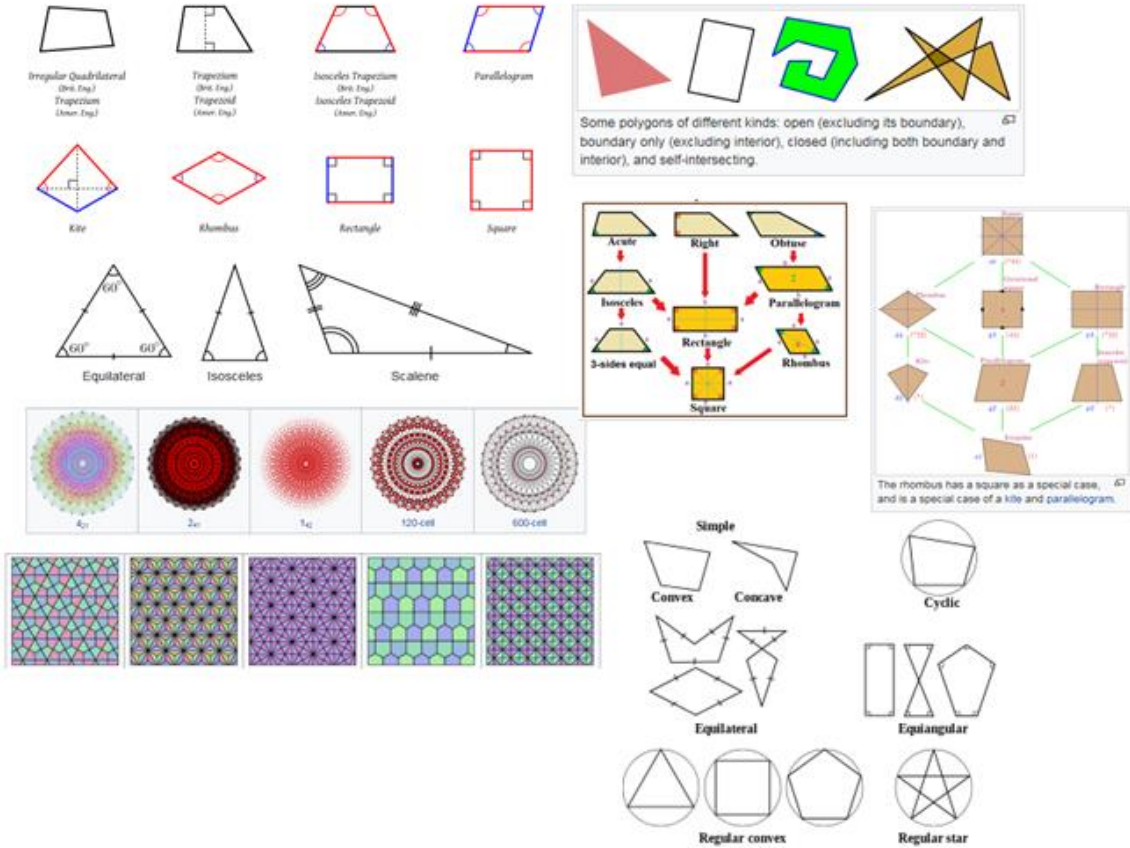 Irregular Quadrilateral
(Brit. Eng.)
Trapezium
(Amer. Eng.)
Trapezium
(Brit. Eng.)
Trapezoid
(Amer. Eng.)
Isosceles Trapezium
(Brit. Eng.)
Isosceles Trapezoid
(Amer. Eng.)
Parallelogram
Kite
Rhombus
Rectangle
Square
60°
60°
60°
Equilateral
Isosceles
Scalene
Some polygons of different kinds: open (excluding its boundary),
boundary only (excluding interior), closed (including both boundary and
interior), and self-intersecting.
Acute
Right
Obtuse
Isosceles
Parallelogram
Rectangle
3-sides equal
Rhombus
Square
Rhombus
Rectangle
Kite
Parallelogram
The rhombus has a square as a special case,
and is a special case of a kite and parallelogram.
120-cell
600-cell
Simple
Convex
Concave
Cyclic
Equilateral
Equiangular
Regular convex
Regular star